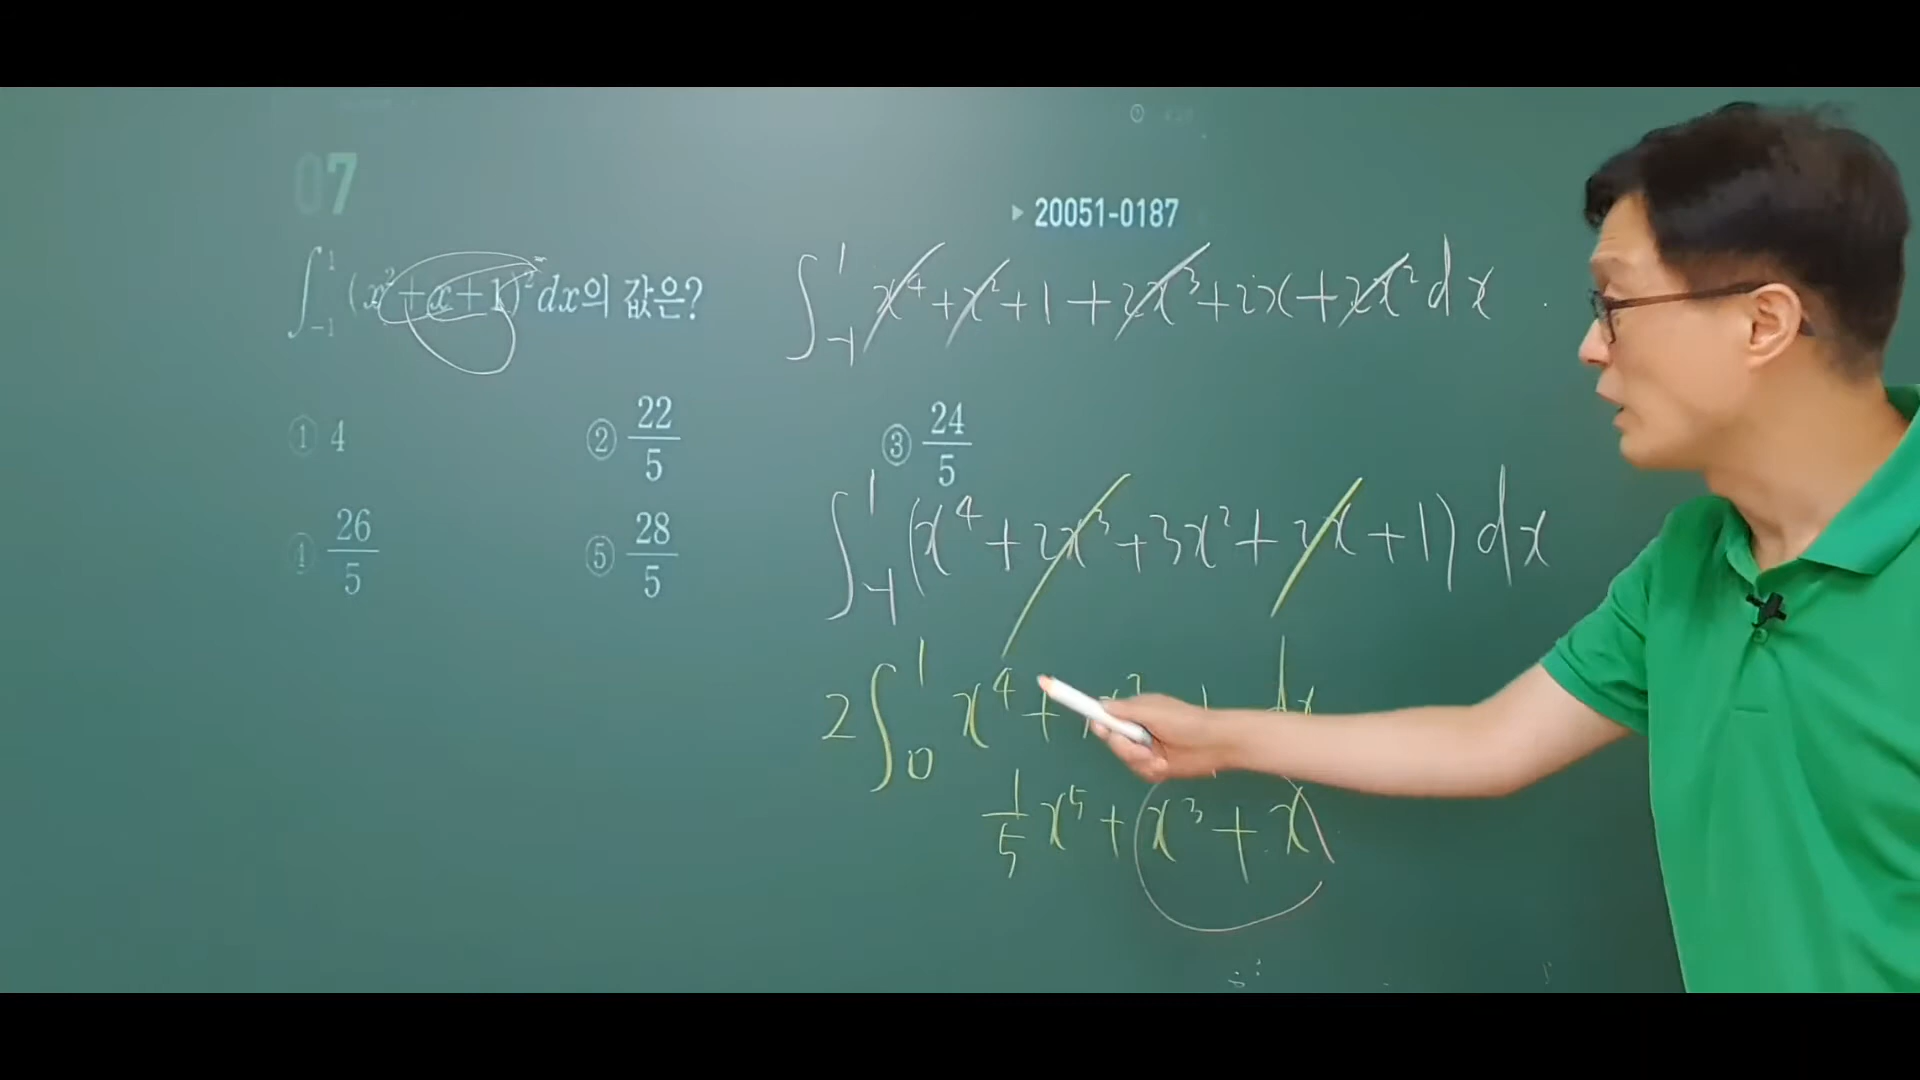 07
▶ 20051-0187
∫₋₁¹ (x²+x+1)² dx의 값은?
∫₋₁¹ x⁴+x²+1+2x³+2x+2x² dx
① 4 ② 22/5 ③ 24/5
④ 26/5 ⑤ 28/5
∫₋₁¹ (x⁴+2x³+3x²+2x+1) dx
2∫₀¹ x⁴+ x² dx
1/5 x⁵+x³+x